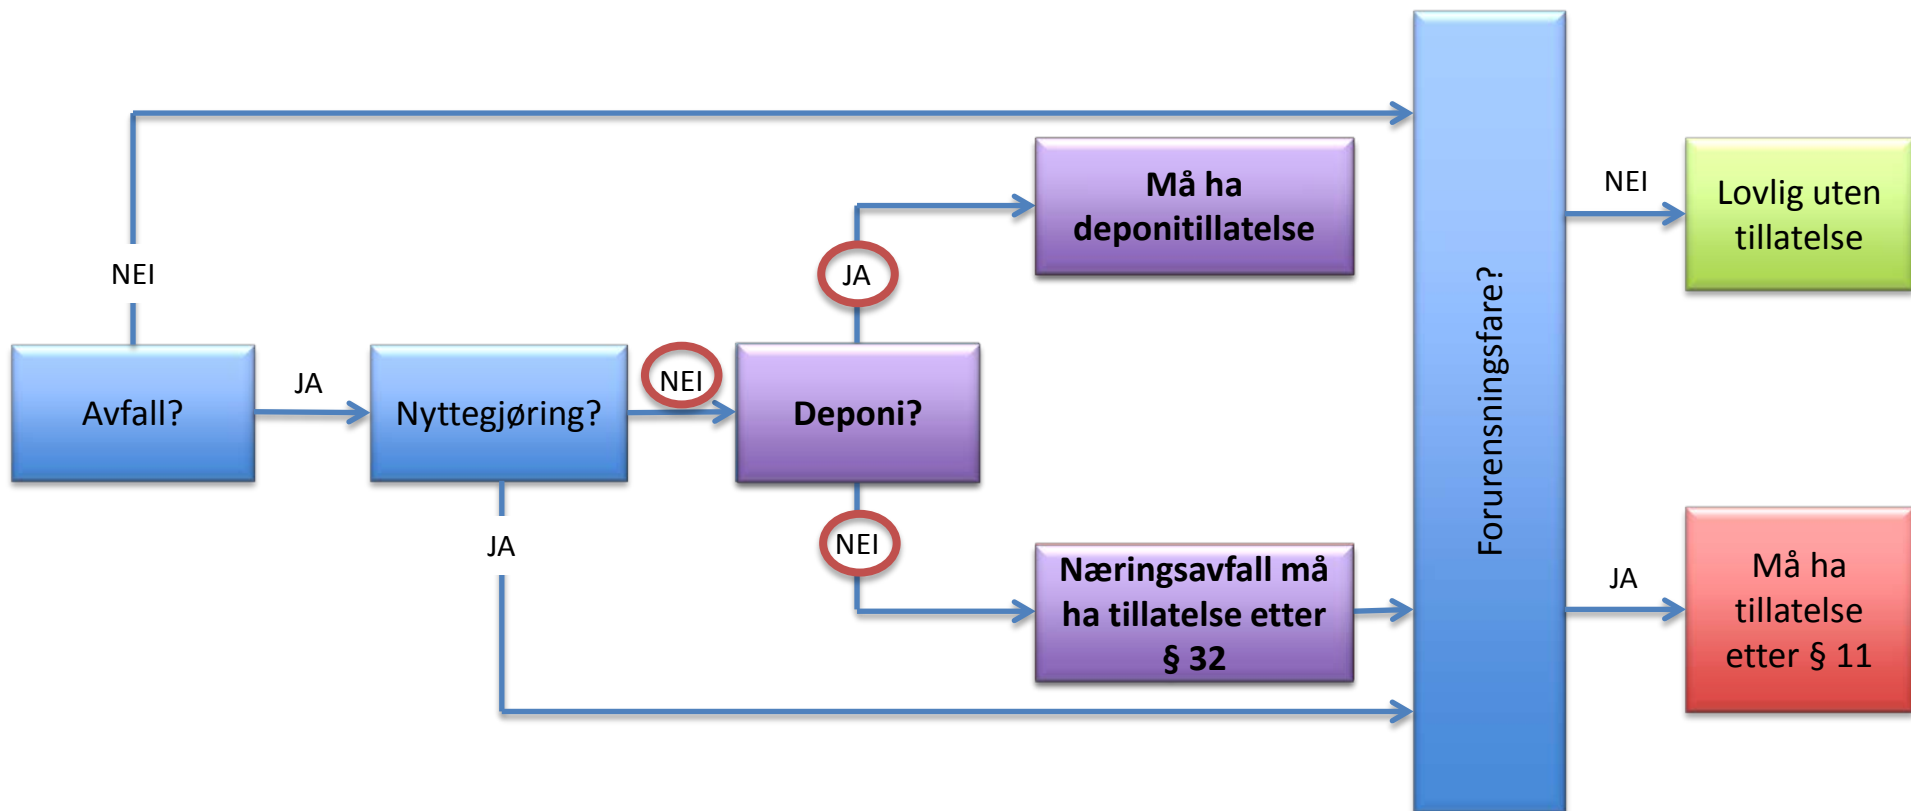 NEI
Avfall?
JA
Nyttegjøring?
JA
NEI
Deponi?
JA
Må ha
deponitillatelse
NEI
Næringsavfall må
ha tillatelse etter
§ 32
Forurensningsfare?
NEI
Lovlig uten
tillatelse
JA
Må ha
tillatelse
etter § 11